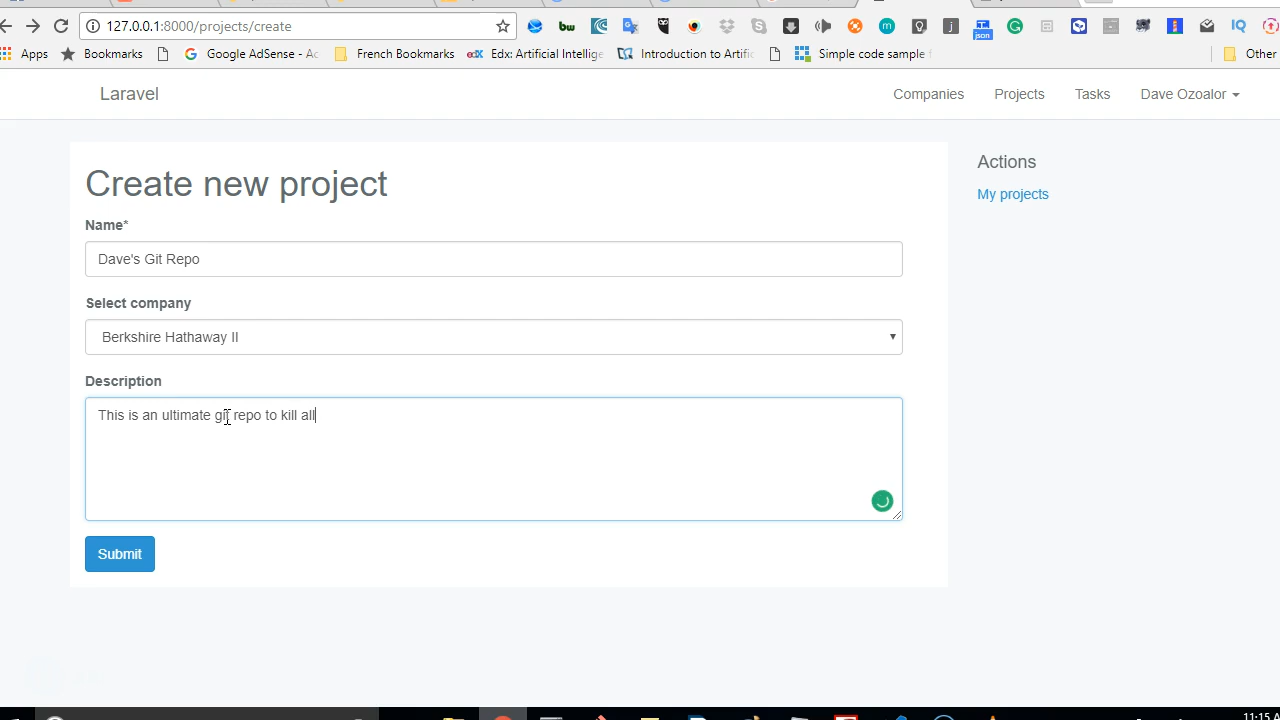 127.0.0.1:8000/projects/create
Apps Bookmarks Google AdSense - Ac French Bookmarks edX Edx: Artificial Intellige Introduction to Artific Simple code sample f Other
Laravel Companies Projects Tasks Dave Ozoalor
Create new project
Actions
My projects
Name*
Dave's Git Repo
Select company
Berkshire Hathaway II
Description
This is an ultimate git repo to kill all
Submit
11:15 A